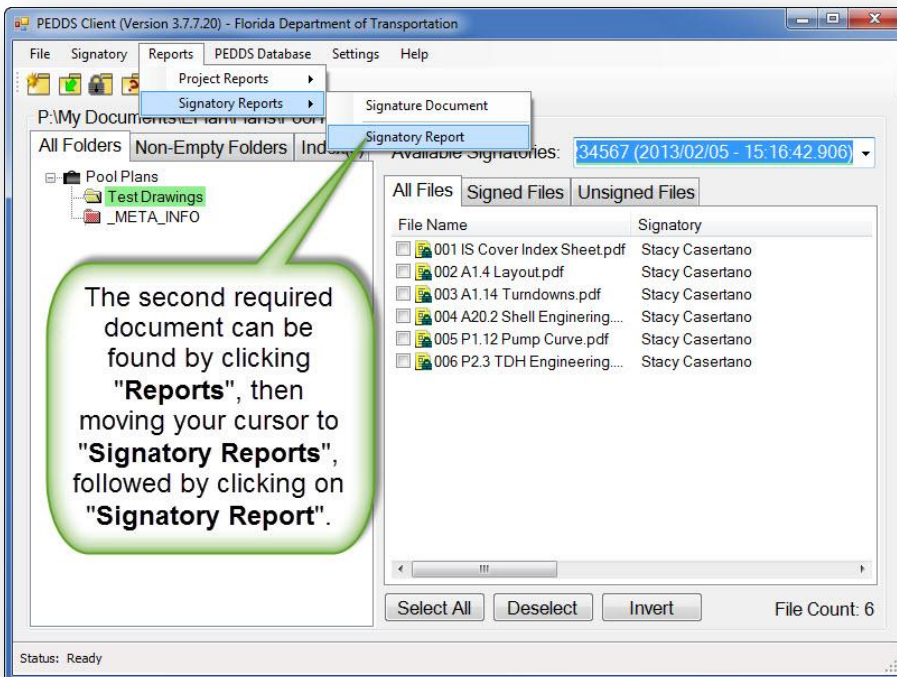 PEDDS Client (Version 3.7.7.20) - Florida Department of Transportation
File Signatory Reports PEDDS Database Settings Help
Project Reports
Signatory Reports
Signature Document
Signatory Report
P:\My Documents\
All Folders Non-Empty Folders
Available Signatories: 234567 (2013/02/05 - 15:16:42.906)
Pool Plans
Test Drawings
_META_INFO
All Files Signed Files Unsigned Files
File Name Signatory
001 IS Cover Index Sheet.pdf Stacy Casertano
002 A1.4 Layout.pdf Stacy Casertano
003 A1.14 Turndowns.pdf Stacy Casertano
004 A20.2 Shell Enginering.... Stacy Casertano
005 P1.12 Pump Curve.pdf Stacy Casertano
006 P2.3 TDH Engineering.... Stacy Casertano
The second required
document can be
found by clicking
"Reports", then
moving your cursor to
"Signatory Reports",
followed by clicking on
"Signatory Report".
Select All Deselect Invert File Count: 6
Status: Ready